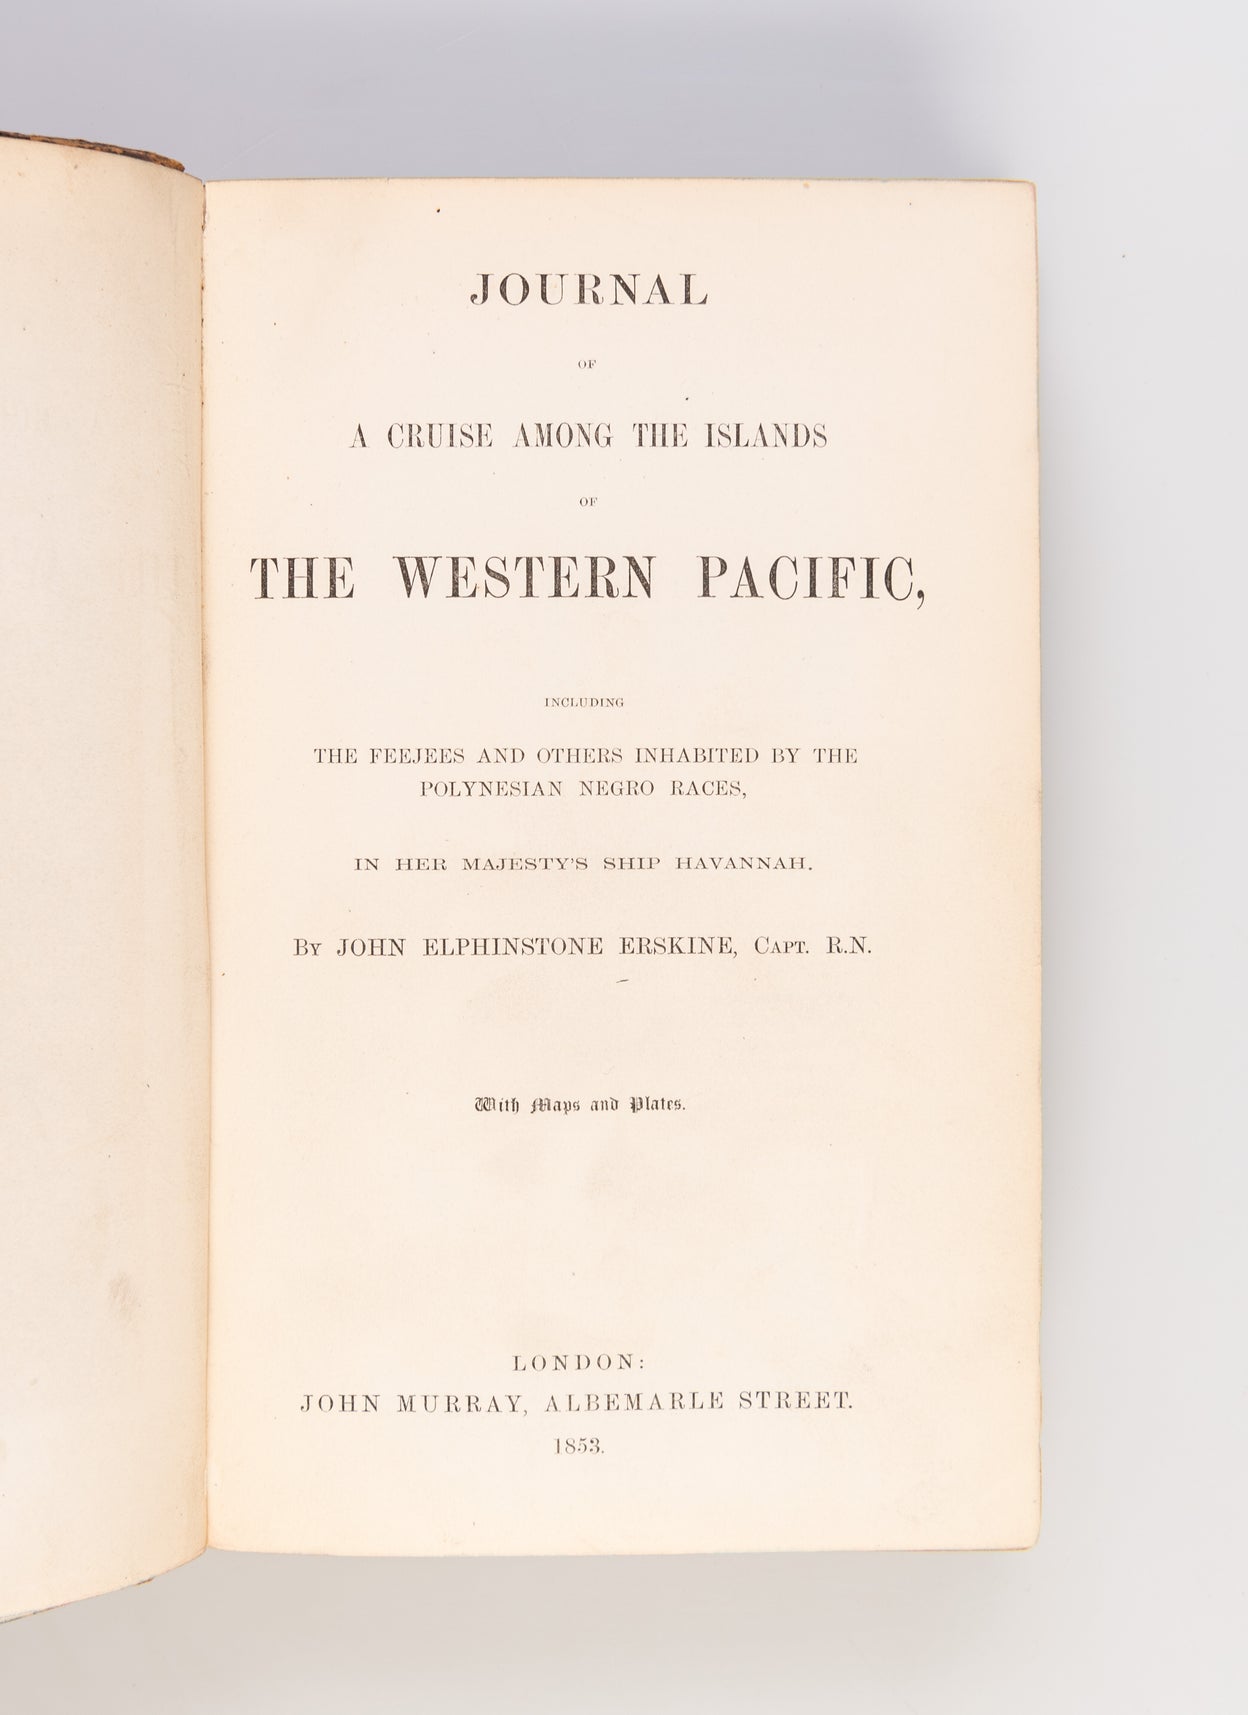 JOURNAL
OF
A CRUISE AMONG THE ISLANDS
OF
THE WESTERN PACIFIC,
INCLUDING
THE FEEJEES AND OTHERS INHABITED BY THE
POLYNESIAN NEGRO RACES,
IN HER MAJESTY'S SHIP HAVANNAH.
BY JOHN ELPHINSTONE ERSKINE, CAPT. R.N.
With Maps and Plates.
LONDON:
JOHN MURRAY, ALBEMARLE STREET.
1853.